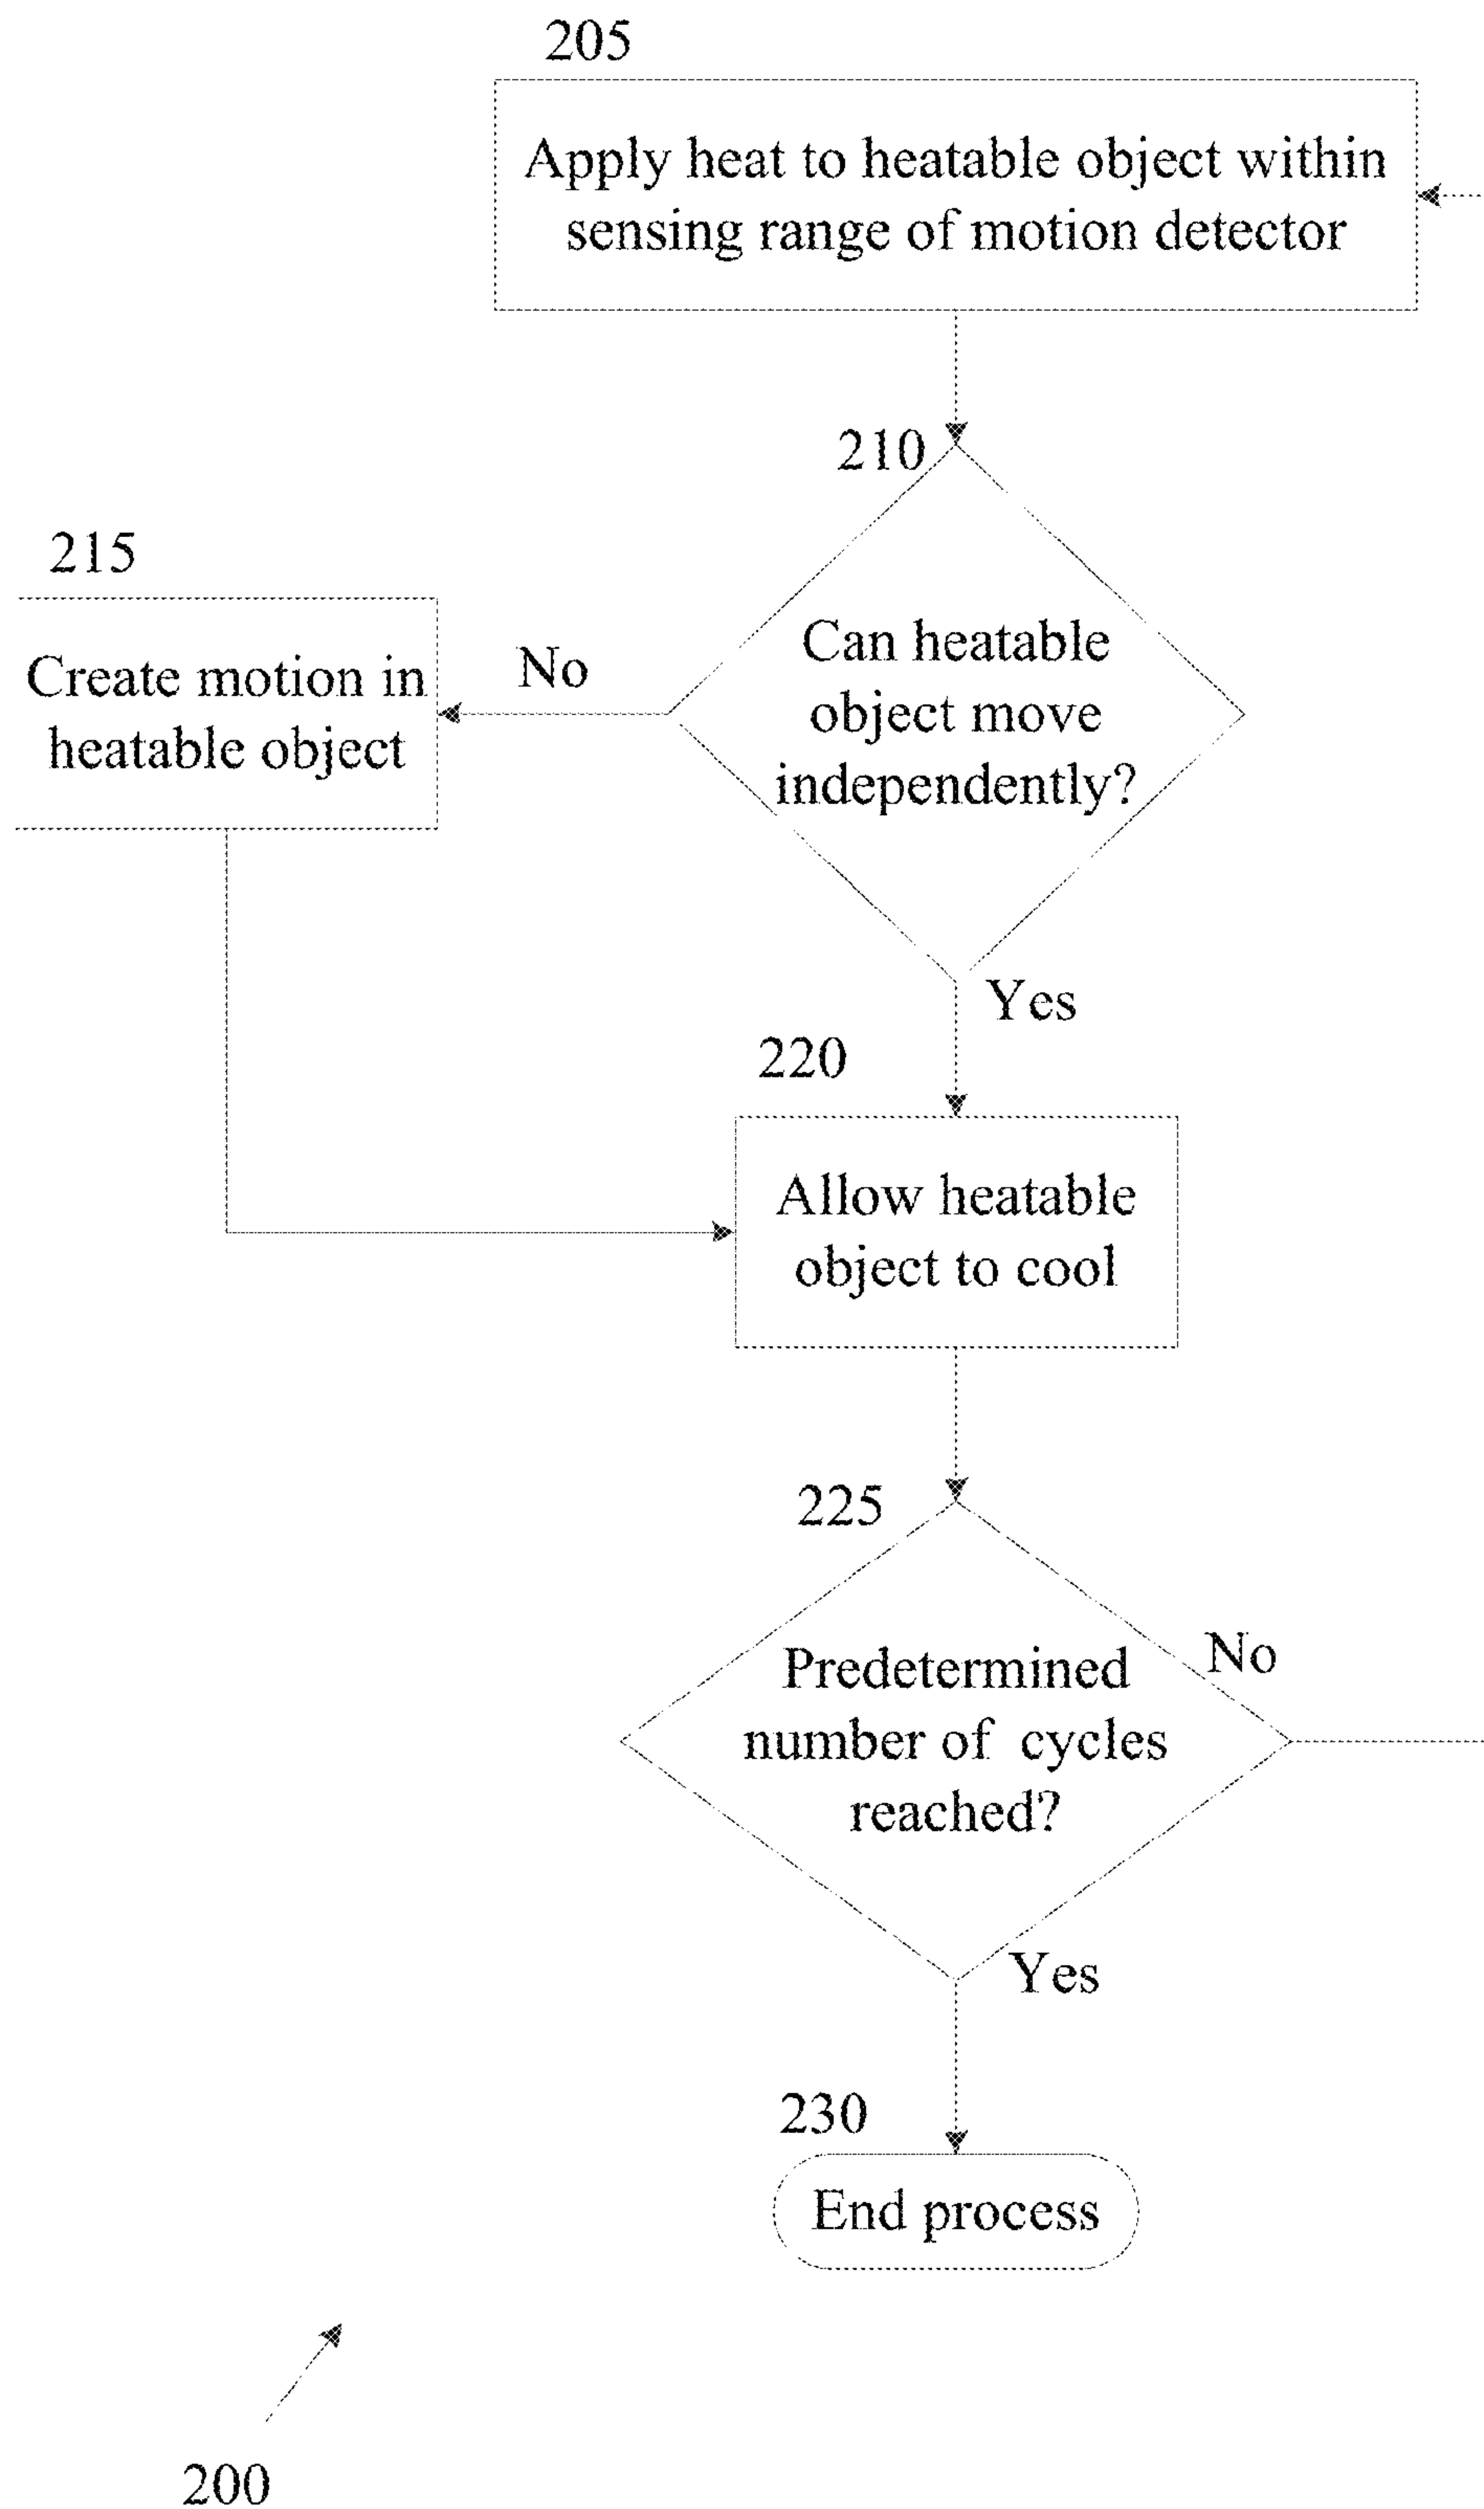 205
Apply heat to heatable object within
sensing range of motion detector
210
Can heatable
object move
independently?
215
No
Create motion in
heatable object
Yes
220
Allow heatable
object to cool
225
Predetermined
number of cycles
reached?
No
Yes
230
End process
200